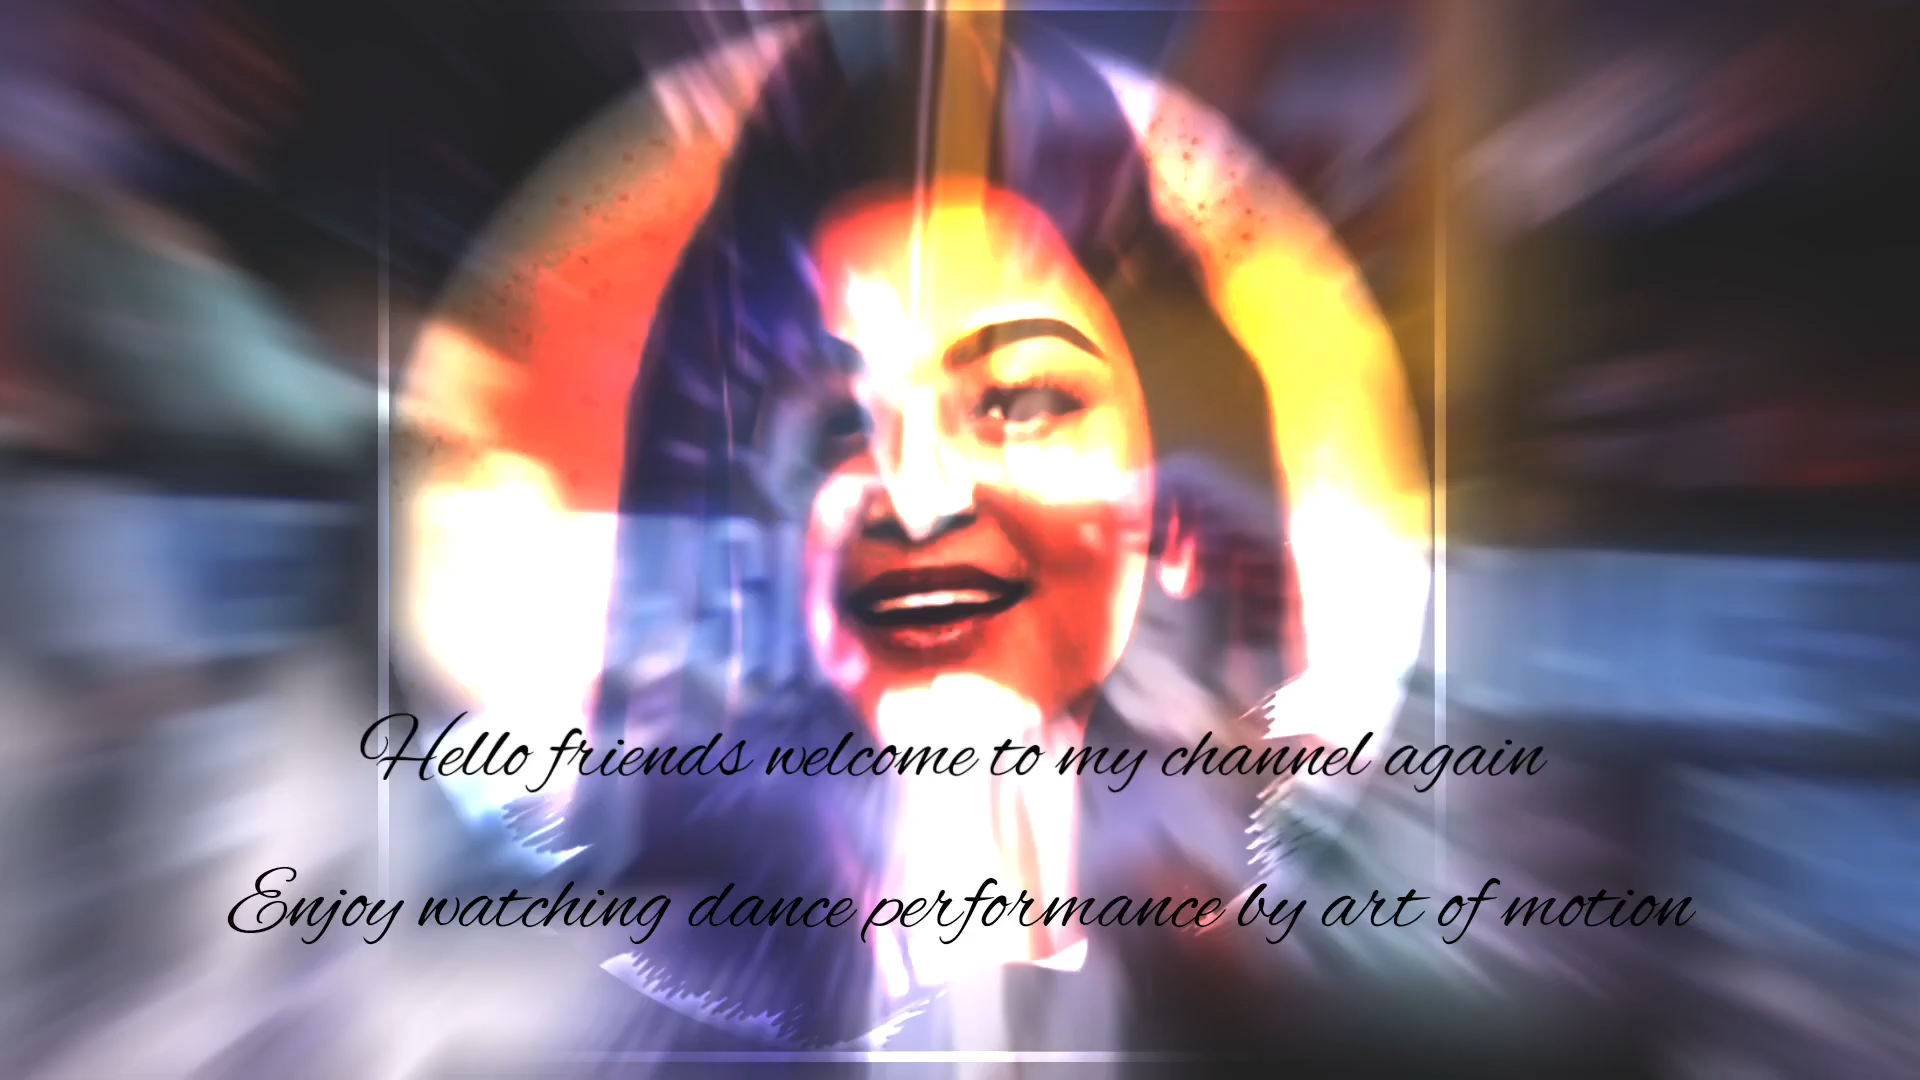 Hello friends welcome to my channel again
Enjoy watching dance performance by art of motion